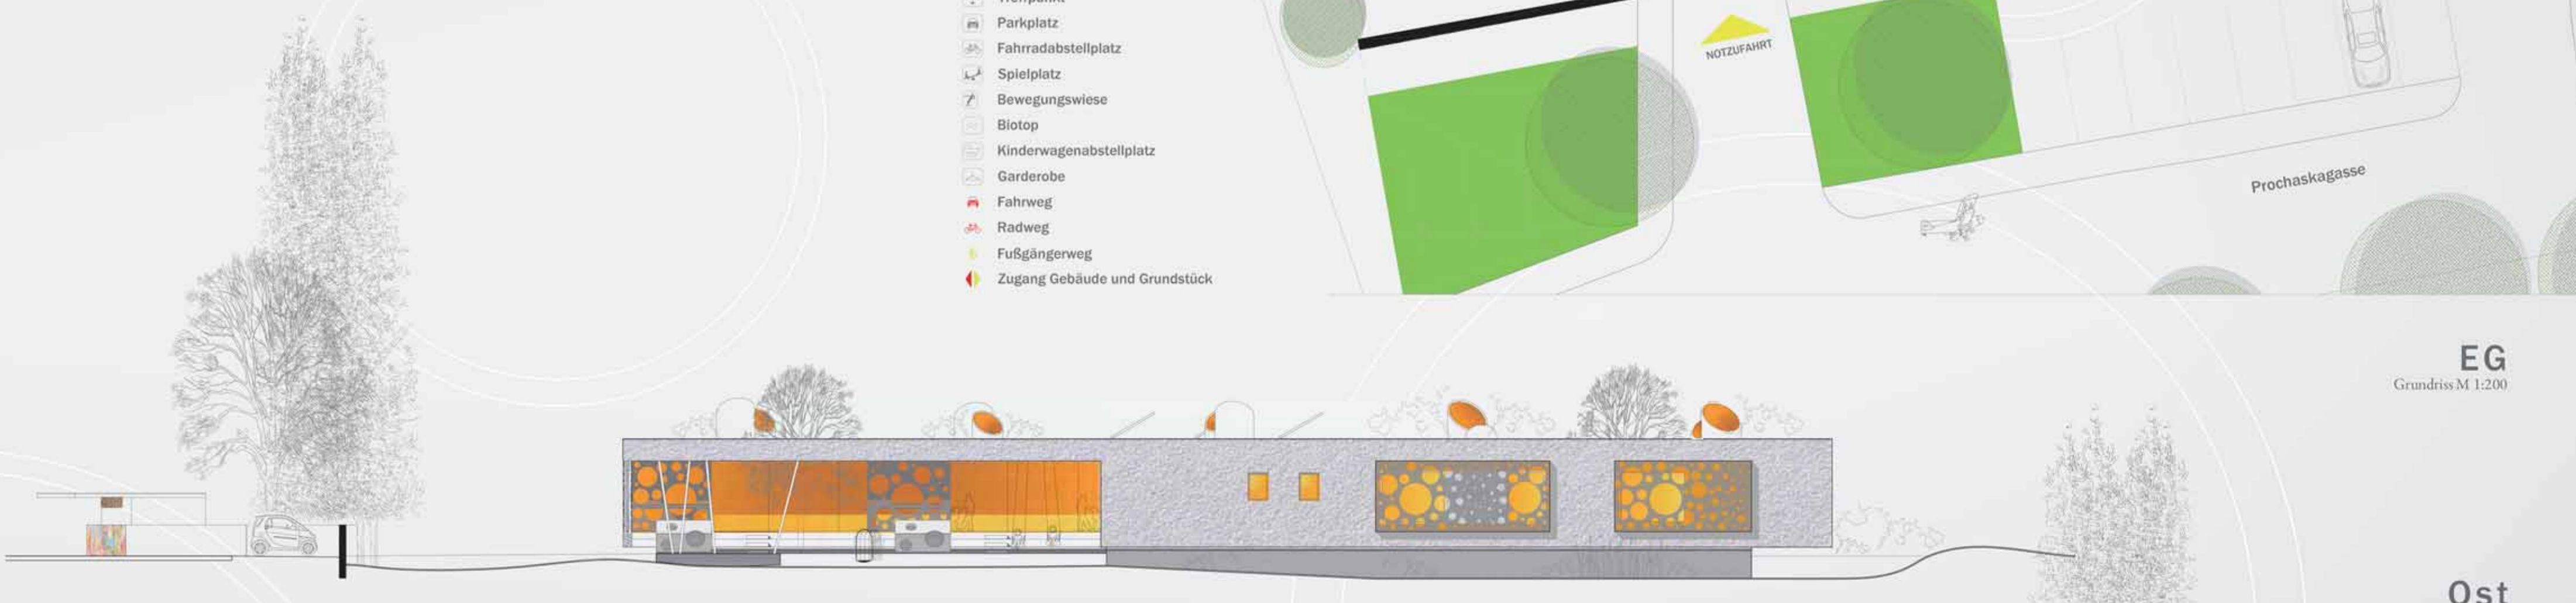 Parkplatz
Fahrradabstellplatz
Spielplatz
Bewegungswiese
Biotop
Kinderwagenabstellplatz
Garderobe
Fahrweg
Radweg
Fußgängerweg
Zugang Gebäude und Grundstück
NOTZUFAHRT
Prochaskagasse
EG
Grundriss M 1:200
Ost